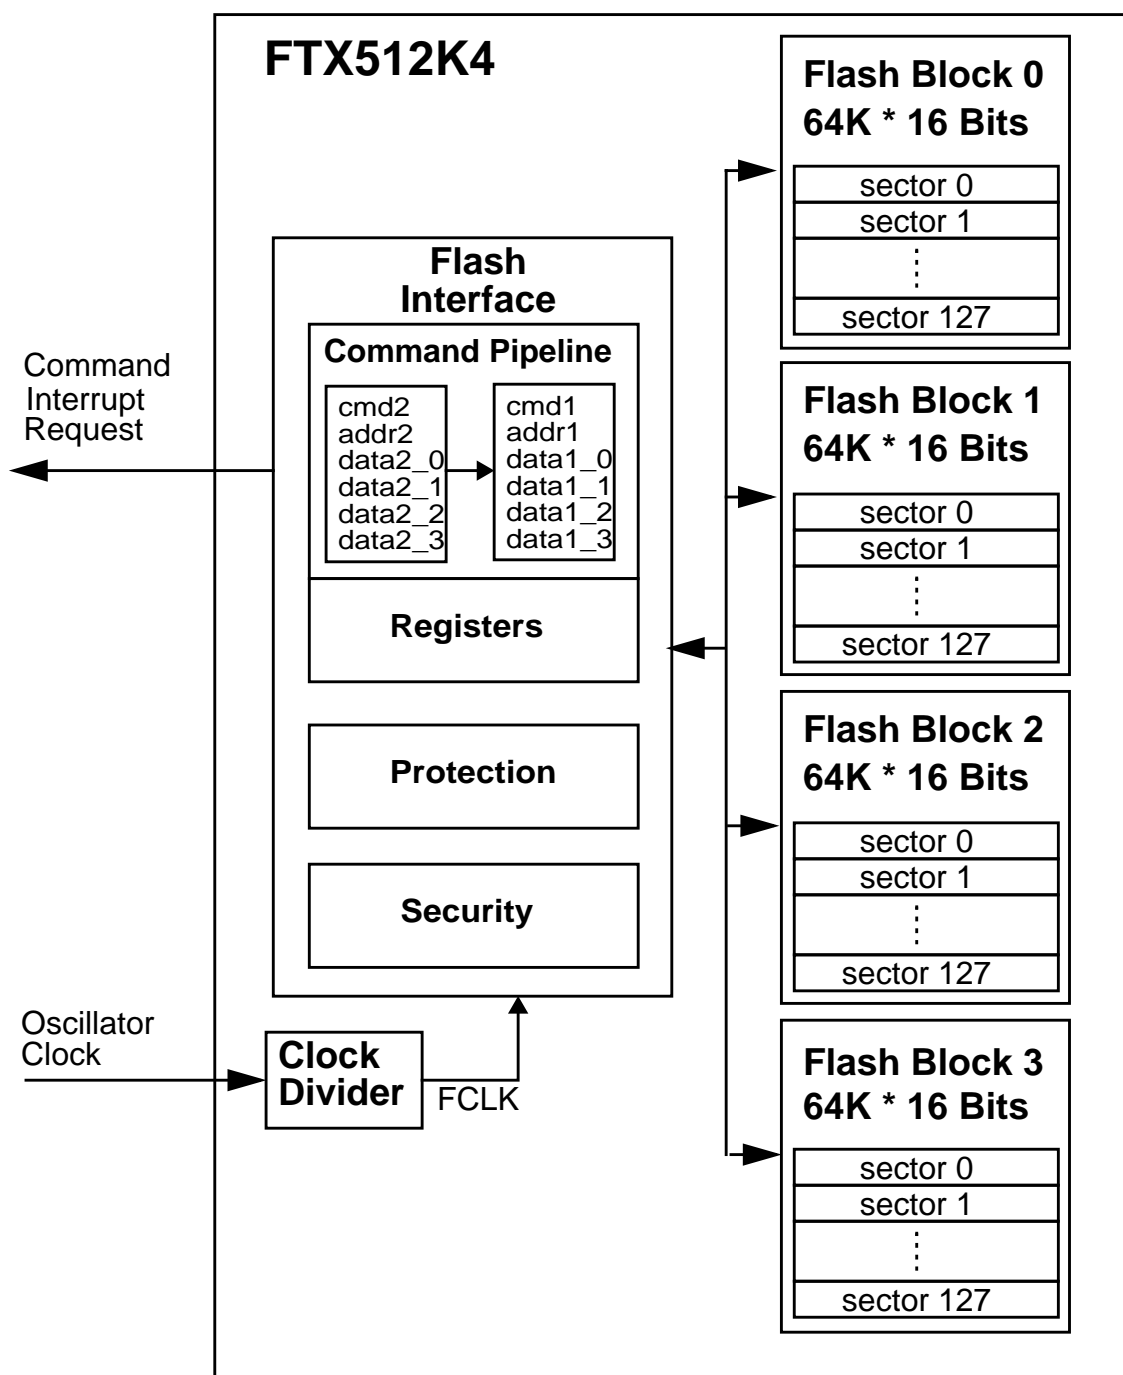 FTX512K4
Command
Interrupt
Request
Flash
Interface
Command Pipeline
cmd2
addr2
data2_0
data2_1
data2_2
data2_3
cmd1
addr1
data1_0
data1_1
data1_2
data1_3
Registers
Protection
Security
Oscillator
Clock
Clock
Divider
FCLK
Flash Block 0
64K * 16 Bits
sector 0
sector 1
sector 127
Flash Block 1
64K * 16 Bits
sector 0
sector 1
sector 127
Flash Block 2
64K * 16 Bits
sector 0
sector 1
sector 127
Flash Block 3
64K * 16 Bits
sector 0
sector 1
sector 127